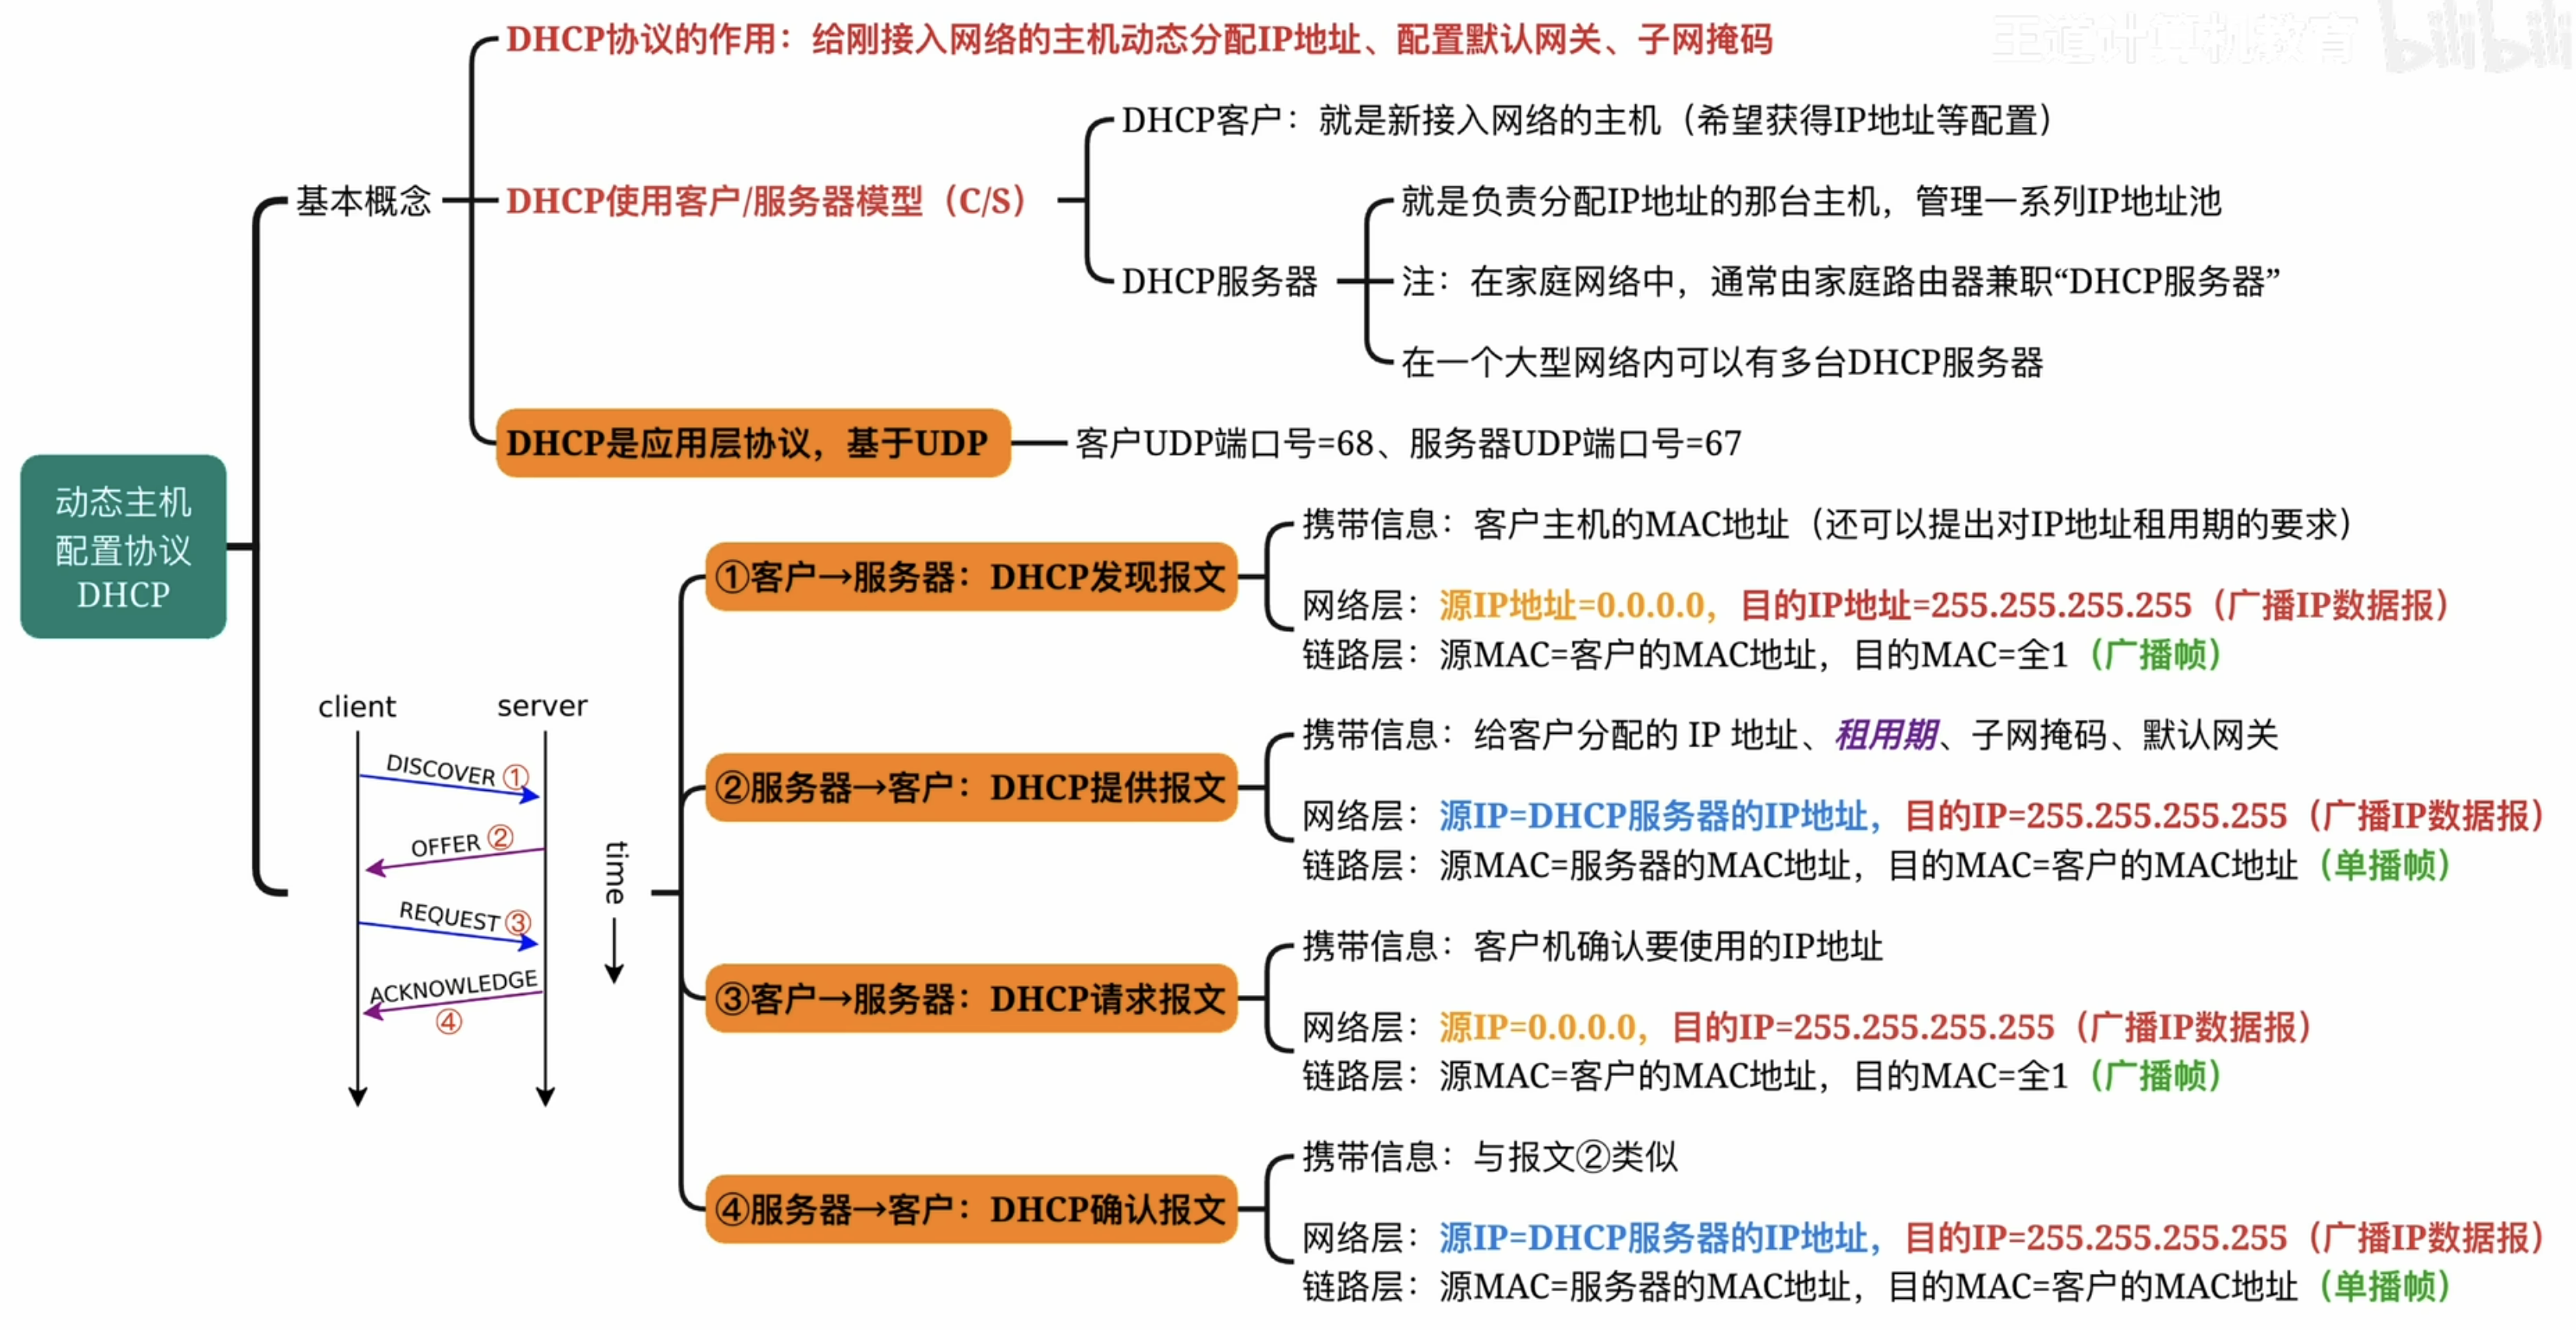 王道计算机教育
bilibili
DHCP协议的作用：给刚接入网络的主机动态分配IP地址、配置默认网关、子网掩码
基本概念
DHCP使用客户/服务器模型（C/S）
DHCP客户：就是新接入网络的主机（希望获得IP地址等配置）
DHCP服务器
就是负责分配IP地址的那台主机，管理一系列IP地址池
注：在家庭网络中，通常由家庭路由器兼职“DHCP服务器”
在一个大型网络内可以有多台DHCP服务器
DHCP是应用层协议，基于UDP
客户UDP端口号=68、服务器UDP端口号=67
动态主机
配置协议
DHCP
client
server
DISCOVER ①
OFFER ②
REQUEST ③
ACKNOWLEDGE
④
time
①客户→服务器：DHCP发现报文
携带信息：客户主机的MAC地址（还可以提出对IP地址租用期的要求）
网络层：源IP地址=0.0.0.0，目的IP地址=255.255.255.255（广播IP数据报）
链路层：源MAC=客户的MAC地址，目的MAC=全1（广播帧）
②服务器→客户：DHCP提供报文
携带信息：给客户分配的 IP 地址、租用期、子网掩码、默认网关
网络层：源IP=DHCP服务器的IP地址，目的IP=255.255.255.255（广播IP数据报）
链路层：源MAC=服务器的MAC地址，目的MAC=客户的MAC地址（单播帧）
③客户→服务器：DHCP请求报文
携带信息：客户机确认要使用的IP地址
网络层：源IP=0.0.0.0，目的IP=255.255.255.255（广播IP数据报）
链路层：源MAC=客户的MAC地址，目的MAC=全1（广播帧）
④服务器→客户：DHCP确认报文
携带信息：与报文②类似
网络层：源IP=DHCP服务器的IP地址，目的IP=255.255.255.255（广播IP数据报）
链路层：源MAC=服务器的MAC地址，目的MAC=客户的MAC地址（单播帧）